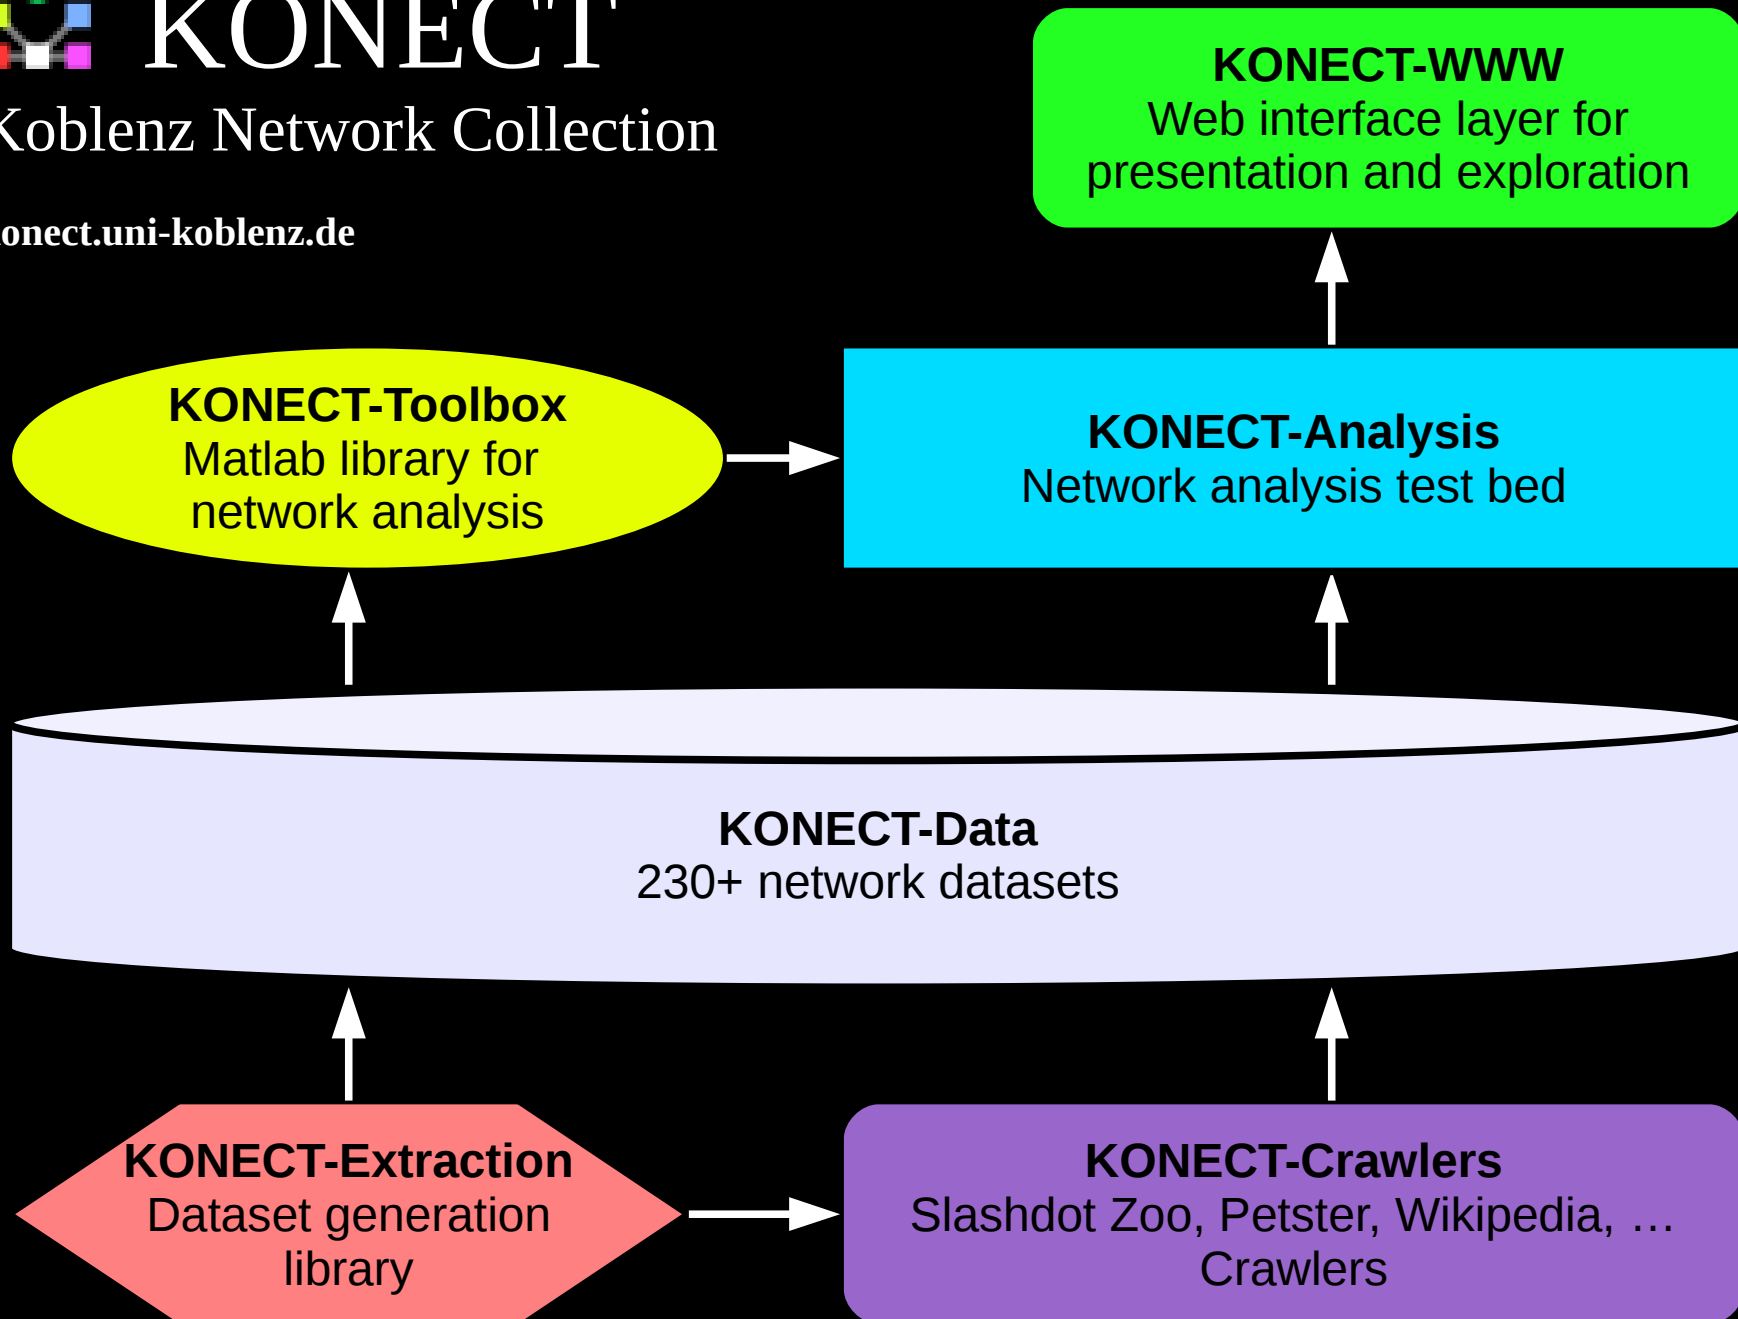 KONECT
Koblenz Network Collection
onect.uni-koblenz.de
KONECT-WWW
Web interface layer for
presentation and exploration
KONECT-Toolbox
Matlab library for
network analysis
KONECT-Analysis
Network analysis test bed
KONECT-Data
230+ network datasets
KONECT-Extraction
Dataset generation
library
KONECT-Crawlers
Slashdot Zoo, Petster, Wikipedia, …
Crawlers